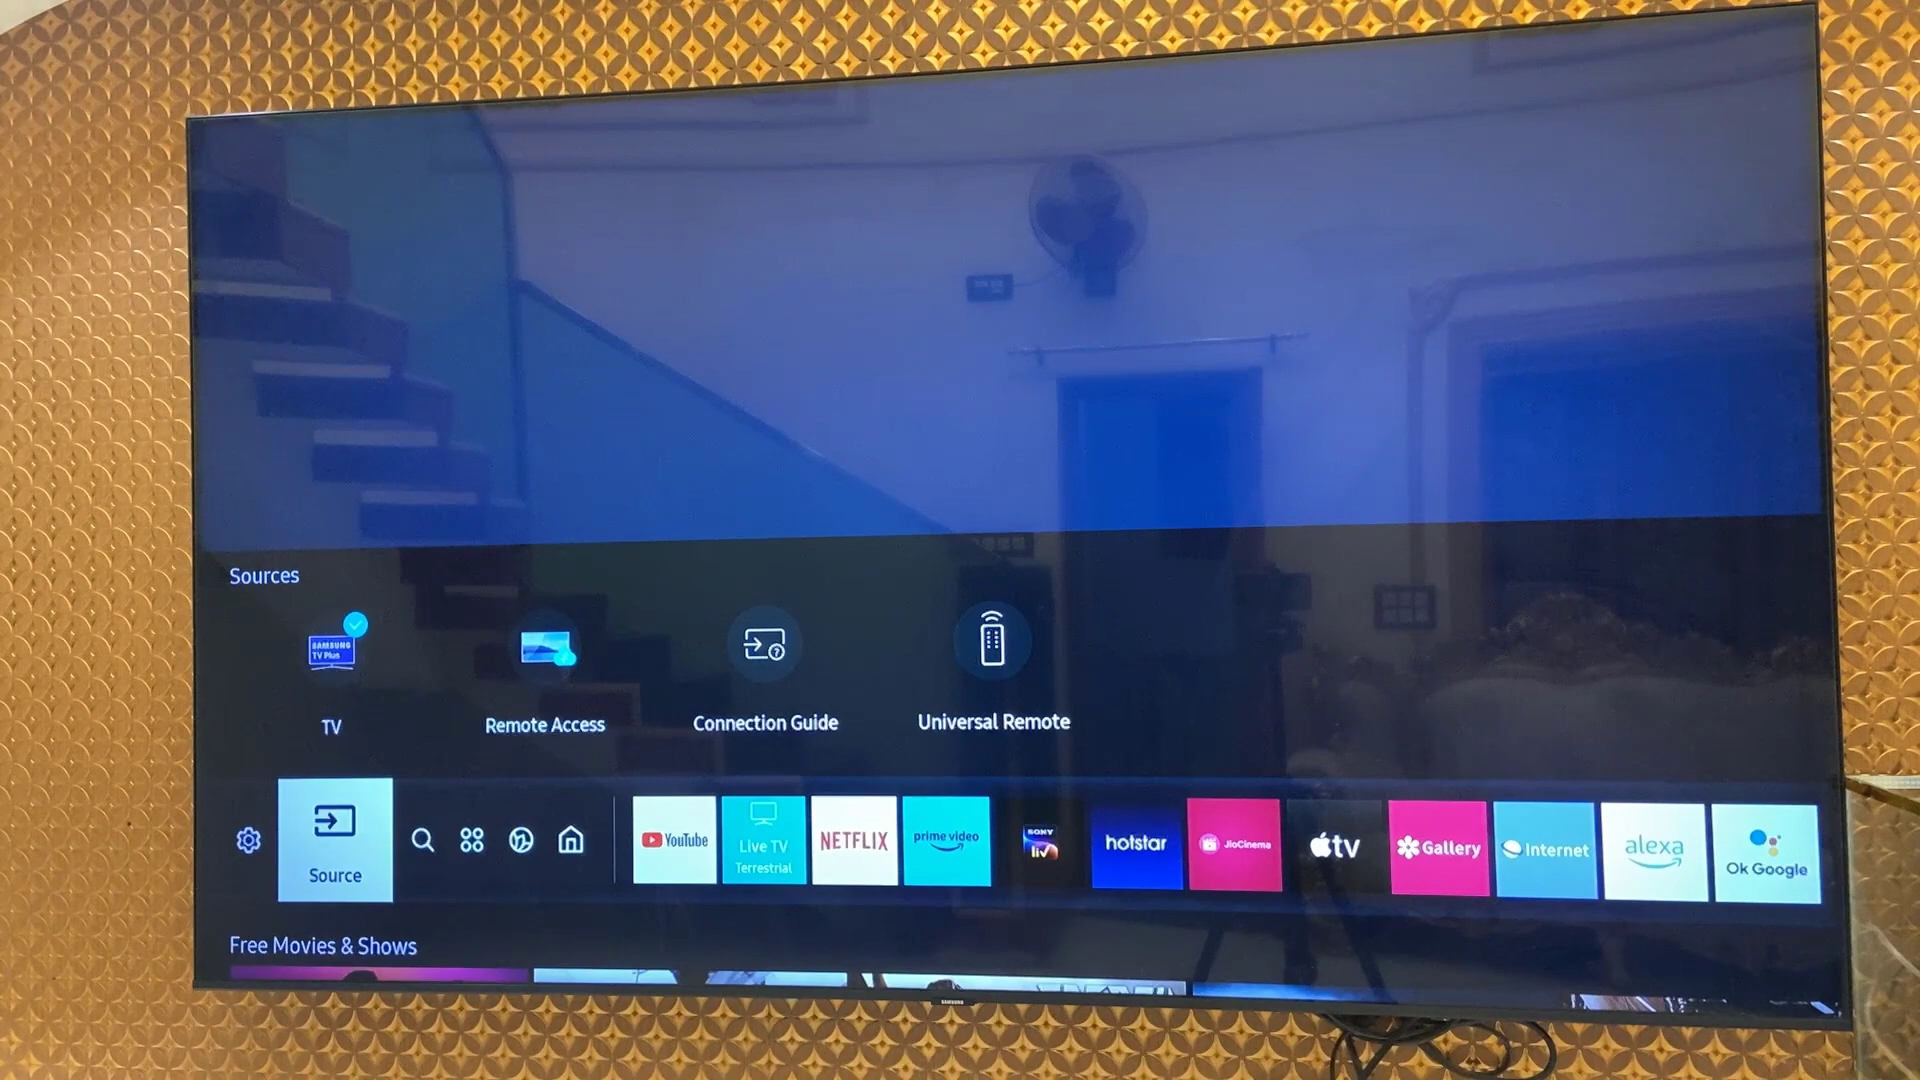 Sources
SAMSUNG
TV Plus
TV
Remote Access
Connection Guide
Universal Remote
Source
YouTube
Live TV
Terrestrial
NETFLIX
prime video
SONY
liv
hotstar
JioCinema
tv
Gallery
Internet
alexa
Ok Google
Free Movies & Shows
SAMSUNG